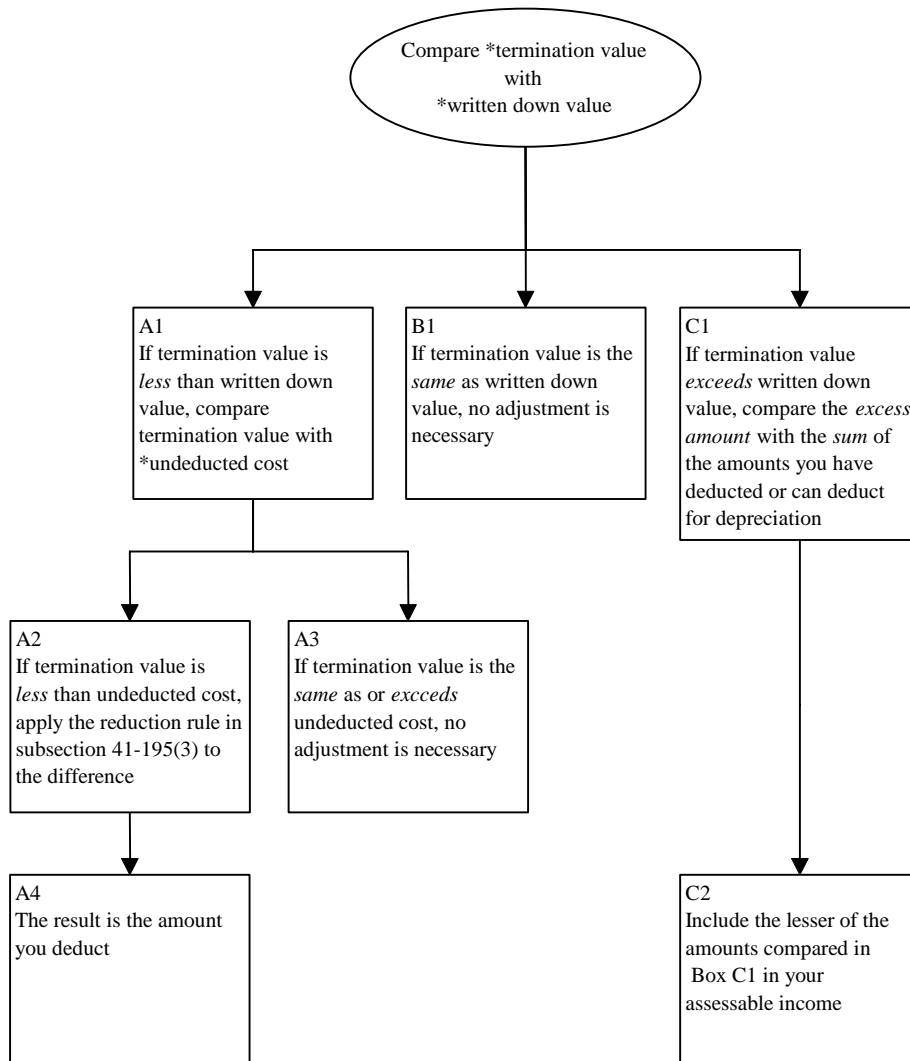 Compare *termination value
with
*written down value
A1
If termination value is
less than written down
value, compare
termination value with
*undeducted cost
B1
If termination value is the
same as written down
value, no adjustment is
necessary
C1
If termination value
exceeds written down
value, compare the excess
amount with the sum of
the amounts you have
deducted or can deduct
for depreciation
A2
If termination value is
less than undeducted cost,
apply the reduction rule in
subsection 41-195(3) to
the difference
A3
If termination value is the
same as or excceds
undeducted cost, no
adjustment is necessary
A4
The result is the amount
you deduct
C2
Include the lesser of the
amounts compared in
Box C1 in your
assessable income